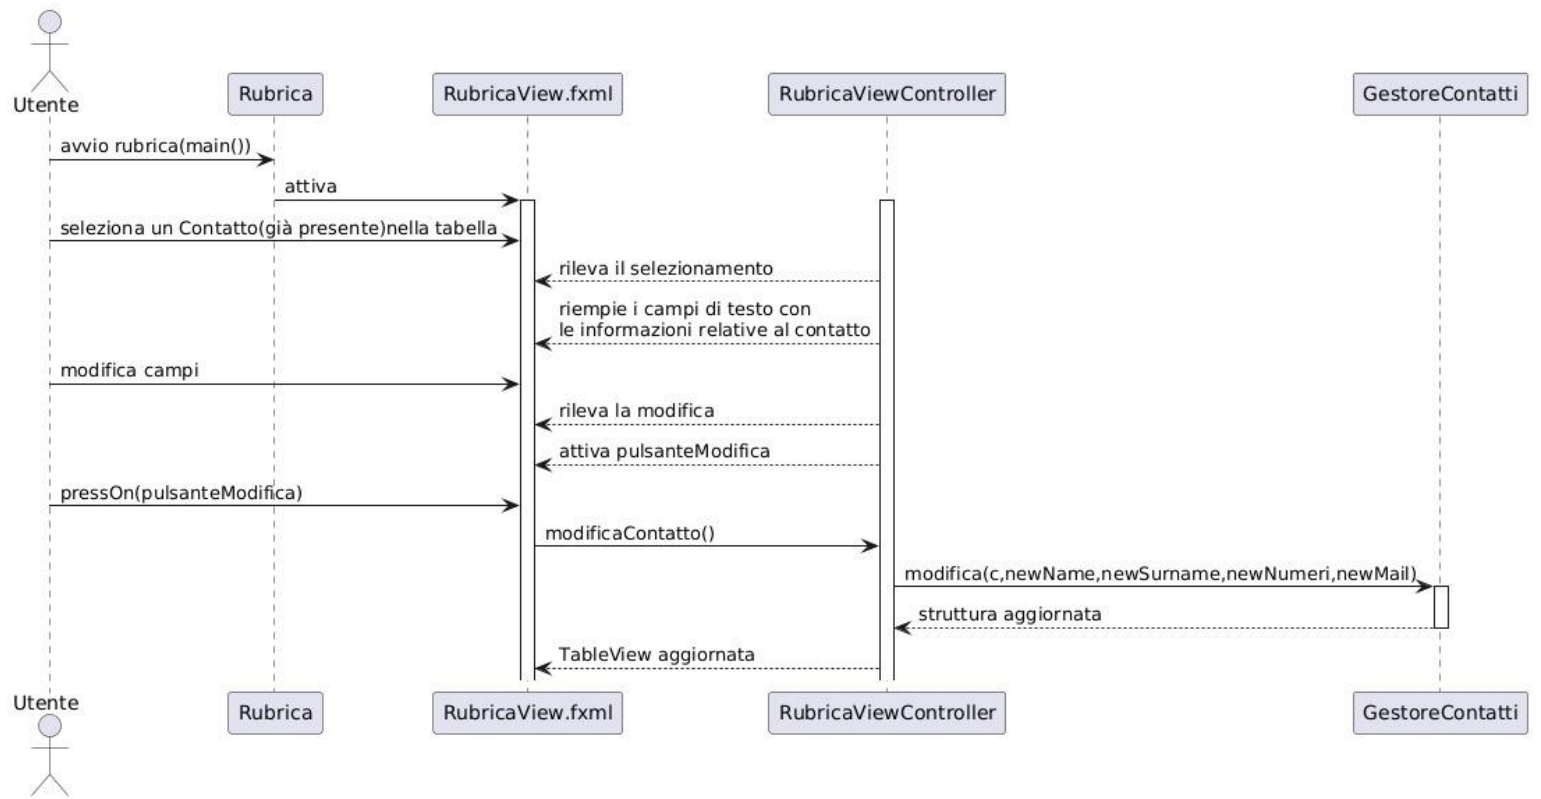 Utente
Rubrica
RubricaView.fxml
RubricaViewController
GestoreContatti
avvio rubrica(main())
attiva
seleziona un Contatto(già presente)nella tabella
rileva il selezionamento
riempie i campi di testo con
le informazioni relative al contatto
modifica campi
rileva la modifica
attiva pulsanteModifica
pressOn(pulsanteModifica)
modificaContatto()
modifica(c,newName,newSurname,newNumeri,newMail)
struttura aggiornata
TableView aggiornata
Utente
Rubrica
RubricaView.fxml
RubricaViewController
GestoreContatti